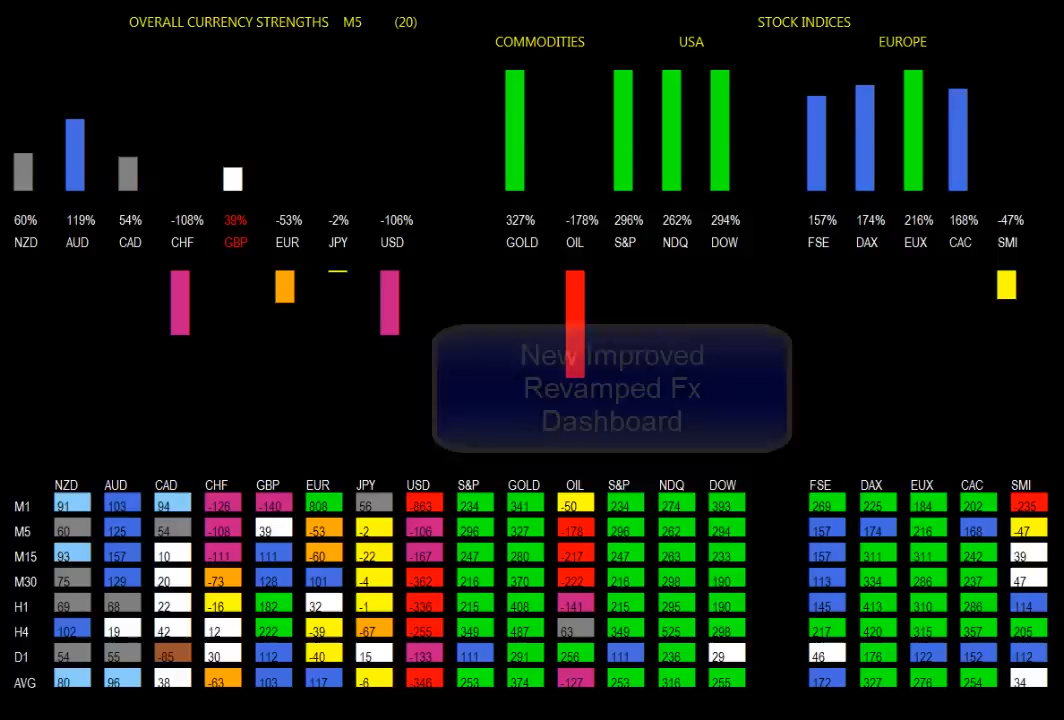 OVERALL CURRENCY STRENGTHS M5 (20) STOCK INDICES
COMMODITIES USA EUROPE
60% 119% 54% -108% 39% -53% -2% -106% 327% -178% 296% 262% 294% 157% 174% 216% 168% -47%
NZD AUD CAD CHF GBP EUR JPY USD GOLD OIL S&P NDQ DOW FSE DAX EUX CAC SMI
New Improved
Revamped Fx
Dashboard
NZD AUD CAD CHF GBP EUR JPY USD S&P GOLD OIL S&P NDQ DOW FSE DAX EUX CAC SMI
M1 91 103 94 -126 -140 808 56 -863 234 341 -50 234 274 393 269 225 184 202 -235
M5 60 125 54 -108 39 -53 -2 -106 296 327 -178 296 262 294 157 174 216 168 -47
M15 93 157 10 -111 111 -60 -22 -167 247 280 -217 247 263 233 157 311 311 242 39
M30 75 129 20 -73 128 101 -4 -362 216 370 -222 216 298 190 113 334 286 237 47
H1 69 68 22 -16 182 32 -1 -336 215 408 -141 215 295 190 145 413 310 286 114
H4 102 19 42 12 222 -39 -67 -255 349 487 63 349 525 298 217 420 315 357 205
D1 54 55 -85 30 112 -40 15 -133 111 291 256 111 236 29 46 176 122 152 112
AVG 80 96 38 -63 103 117 -6 -346 253 374 -127 253 316 255 172 327 276 254 34